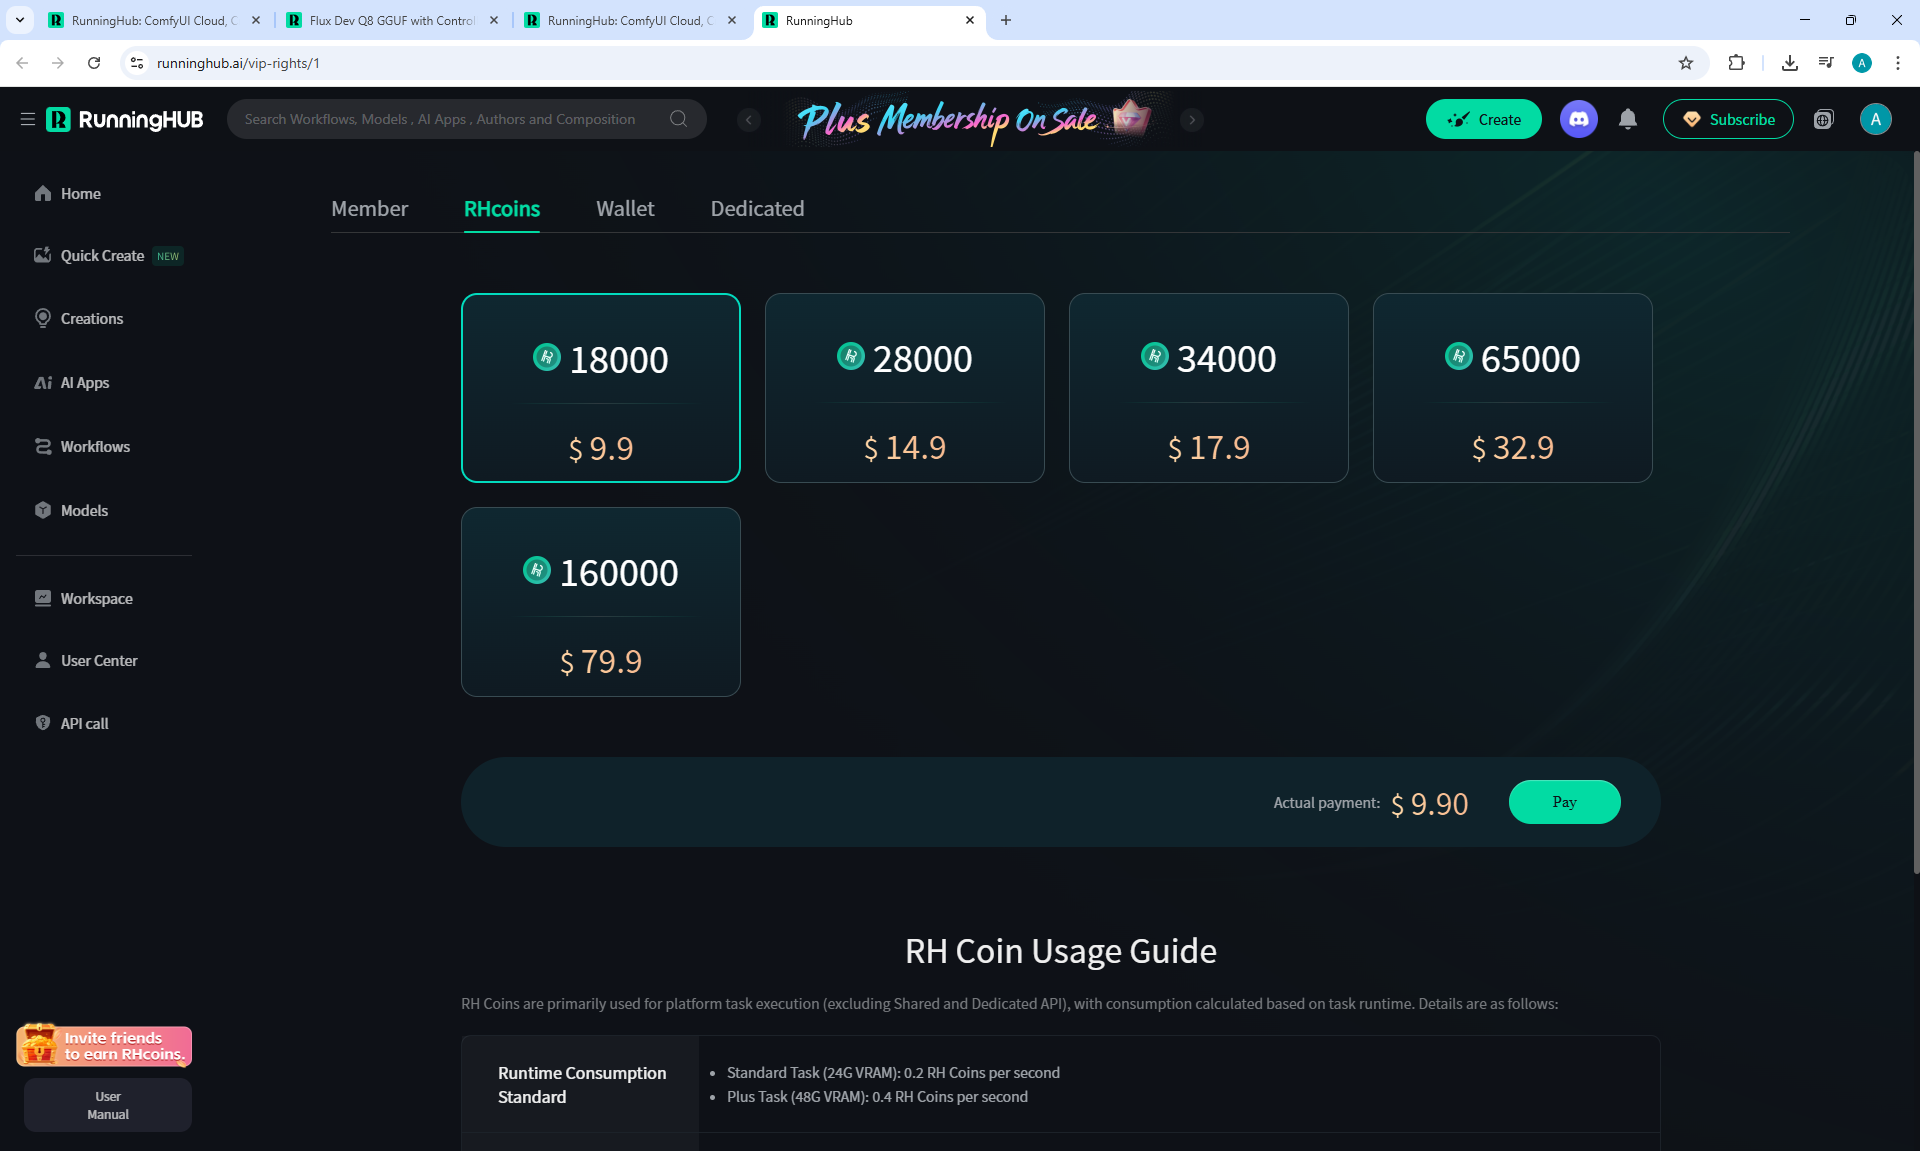 RunningHub: ComfyUI Cloud, C
Flux Dev Q8 GGUF with Control
RunningHub: ComfyUI Cloud, C
RunningHub
runninghub.ai/vip-rights/1
A
RunningHUB
Search Workflows, Models , AI Apps , Authors and Composition
Plus Membership On Sale
Create
Subscribe
A
Home
Quick Create NEW
Creations
AI Apps
Workflows
Models
Workspace
User Center
API call
Invite friends
to earn RHcoins.
User
Manual
Member
RHcoins
Wallet
Dedicated
18000
$ 9.9
28000
$ 14.9
34000
$ 17.9
65000
$ 32.9
160000
$ 79.9
Actual payment: $ 9.90
Pay
RH Coin Usage Guide
RH Coins are primarily used for platform task execution (excluding Shared and Dedicated API), with consumption calculated based on task runtime. Details are as follows:
Runtime Consumption
Standard
• Standard Task (24G VRAM): 0.2 RH Coins per second
• Plus Task (48G VRAM): 0.4 RH Coins per second